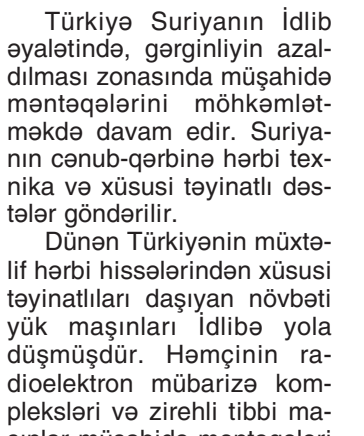 Türkiyə Suriyanın İdlib
əyalətində, gərginliyin azal-
dılması zonasında müşahidə
məntəqələrini möhkəmlət-
məkdə davam edir. Suriya-
nın cənub-qərbinə hərbi tex-
nika və xüsusi təyinatlı dəs-
tələr göndərilir.
Dünən Türkiyənin müxtə-
lif hərbi hissələrindən xüsusi
təyinatlıları daşıyan növbəti
yük maşınları İdlibə yola
düşmüşdür. Həmçinin ra-
dioelektron mübarizə kom-
pleksləri və zirehli tibbi ma-
şınlar müşahidə məntəqələri